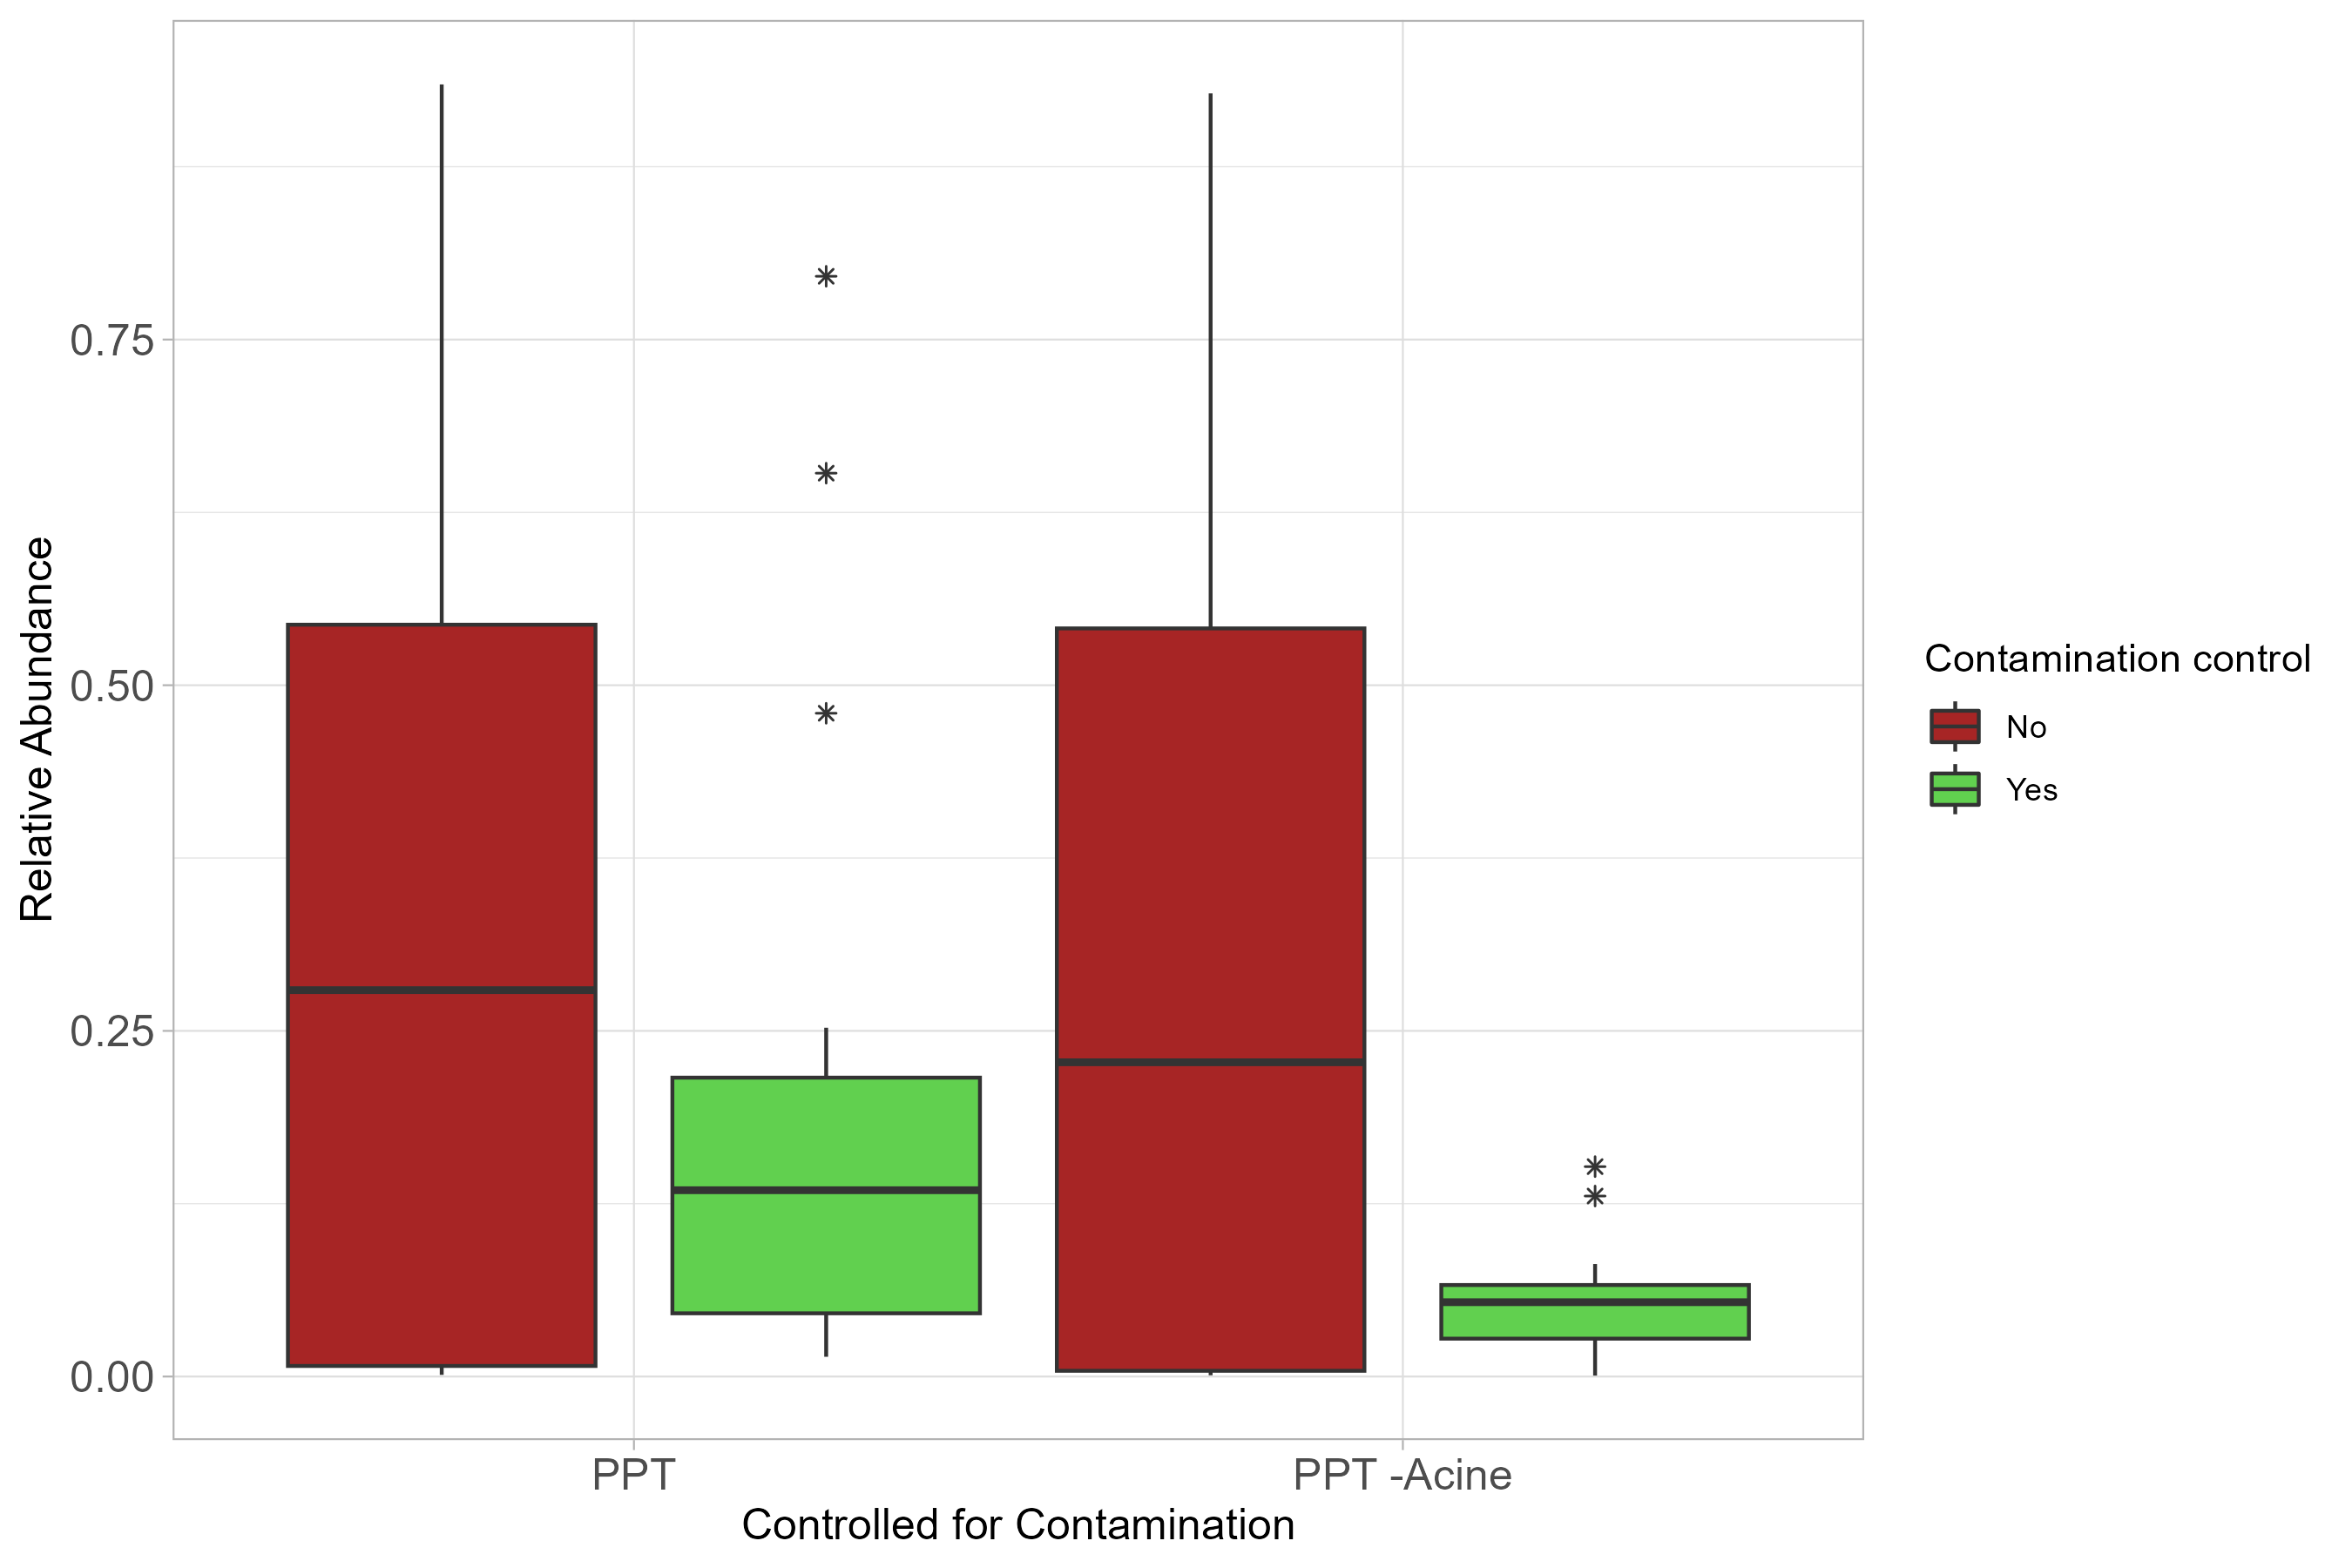 Relative Abundance
0.75
0.50
0.25
0.00
PPT
PPT -Acine
Controlled for Contamination
Contamination control
No
Yes